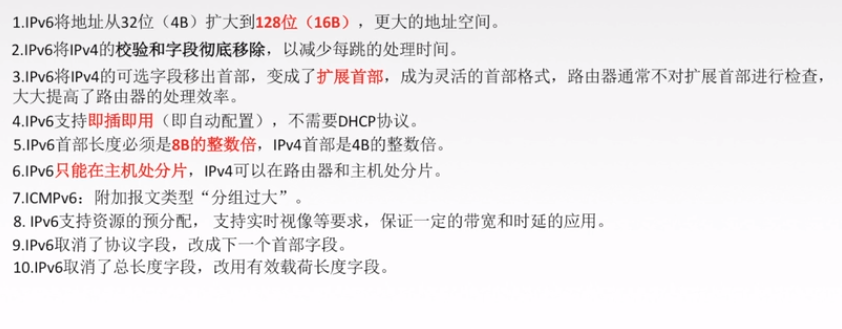 1.IPv6将地址从32位（4B）扩大到128位（16B），更大的地址空间。
2.IPv6将IPv4的校验和字段彻底移除，以减少每跳的处理时间。
3.IPv6将IPv4的可选字段移出首部，变成了扩展首部，成为灵活的首部格式，路由器通常不对扩展首部进行检查，
大大提高了路由器的处理效率。
4.IPv6支持即插即用（即自动配置），不需要DHCP协议。
5.IPv6首部长度必须是8B的整数倍，IPv4首部是4B的整数倍。
6.IPv6只能在主机处分片，IPv4可以在路由器和主机处分片。
7.ICMPv6：附加报文类型“分组过大”。
8. IPv6支持资源的预分配， 支持实时视像等要求，保证一定的带宽和时延的应用。
9.IPv6取消了协议字段，改成下一个首部字段。
10.IPv6取消了总长度字段，改用有效载荷长度字段。